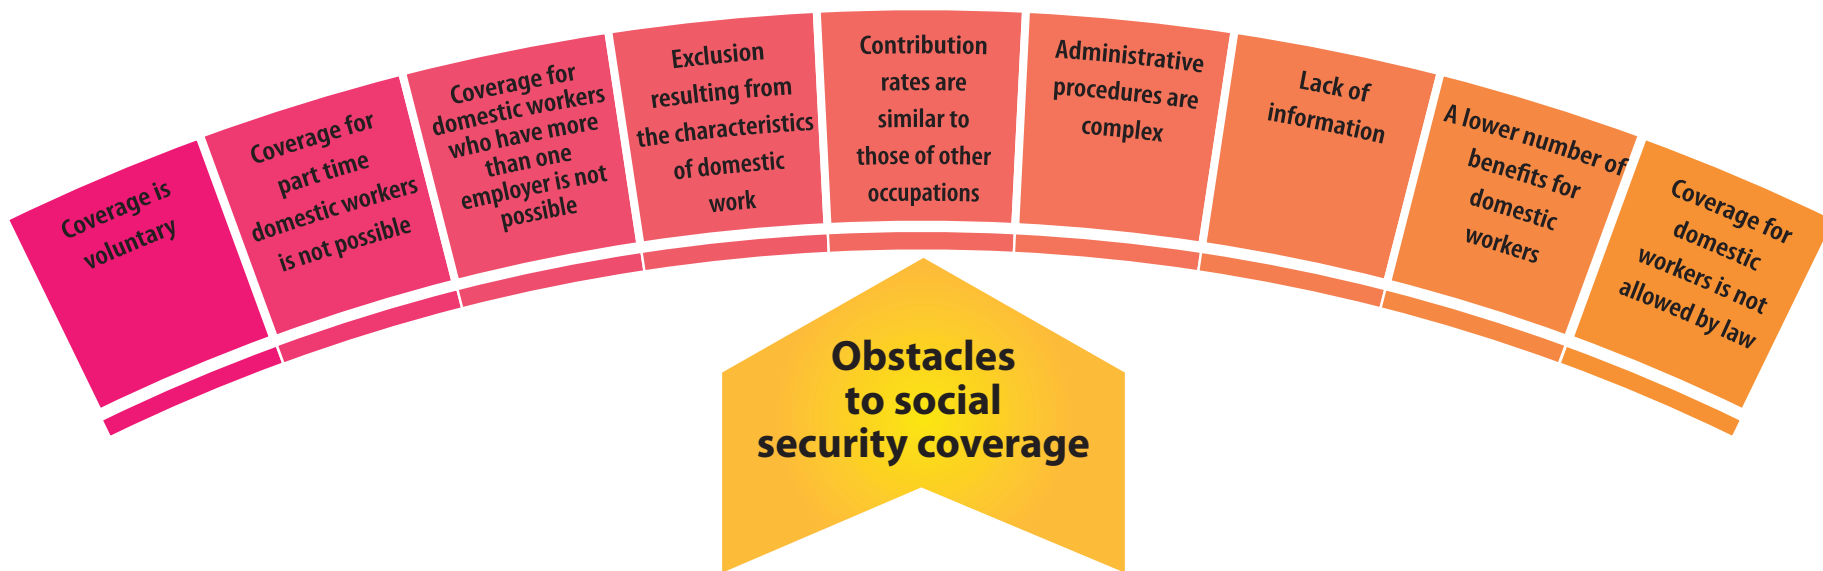 Coverage is
voluntary
Coverage for
part time
domestic workers
is not possible
Coverage for
domestic workers
who have more
than one
employer is not
possible
Exclusion
resulting from
the characteristics
of domestic
work
Contribution
rates are
similar to
those of other
occupations
Administrative
procedures are
complex
Lack of
information
A lower number of
benefits for
domestic
workers
Coverage for
domestic
workers is not
allowed by law
Obstacles
to social
security coverage